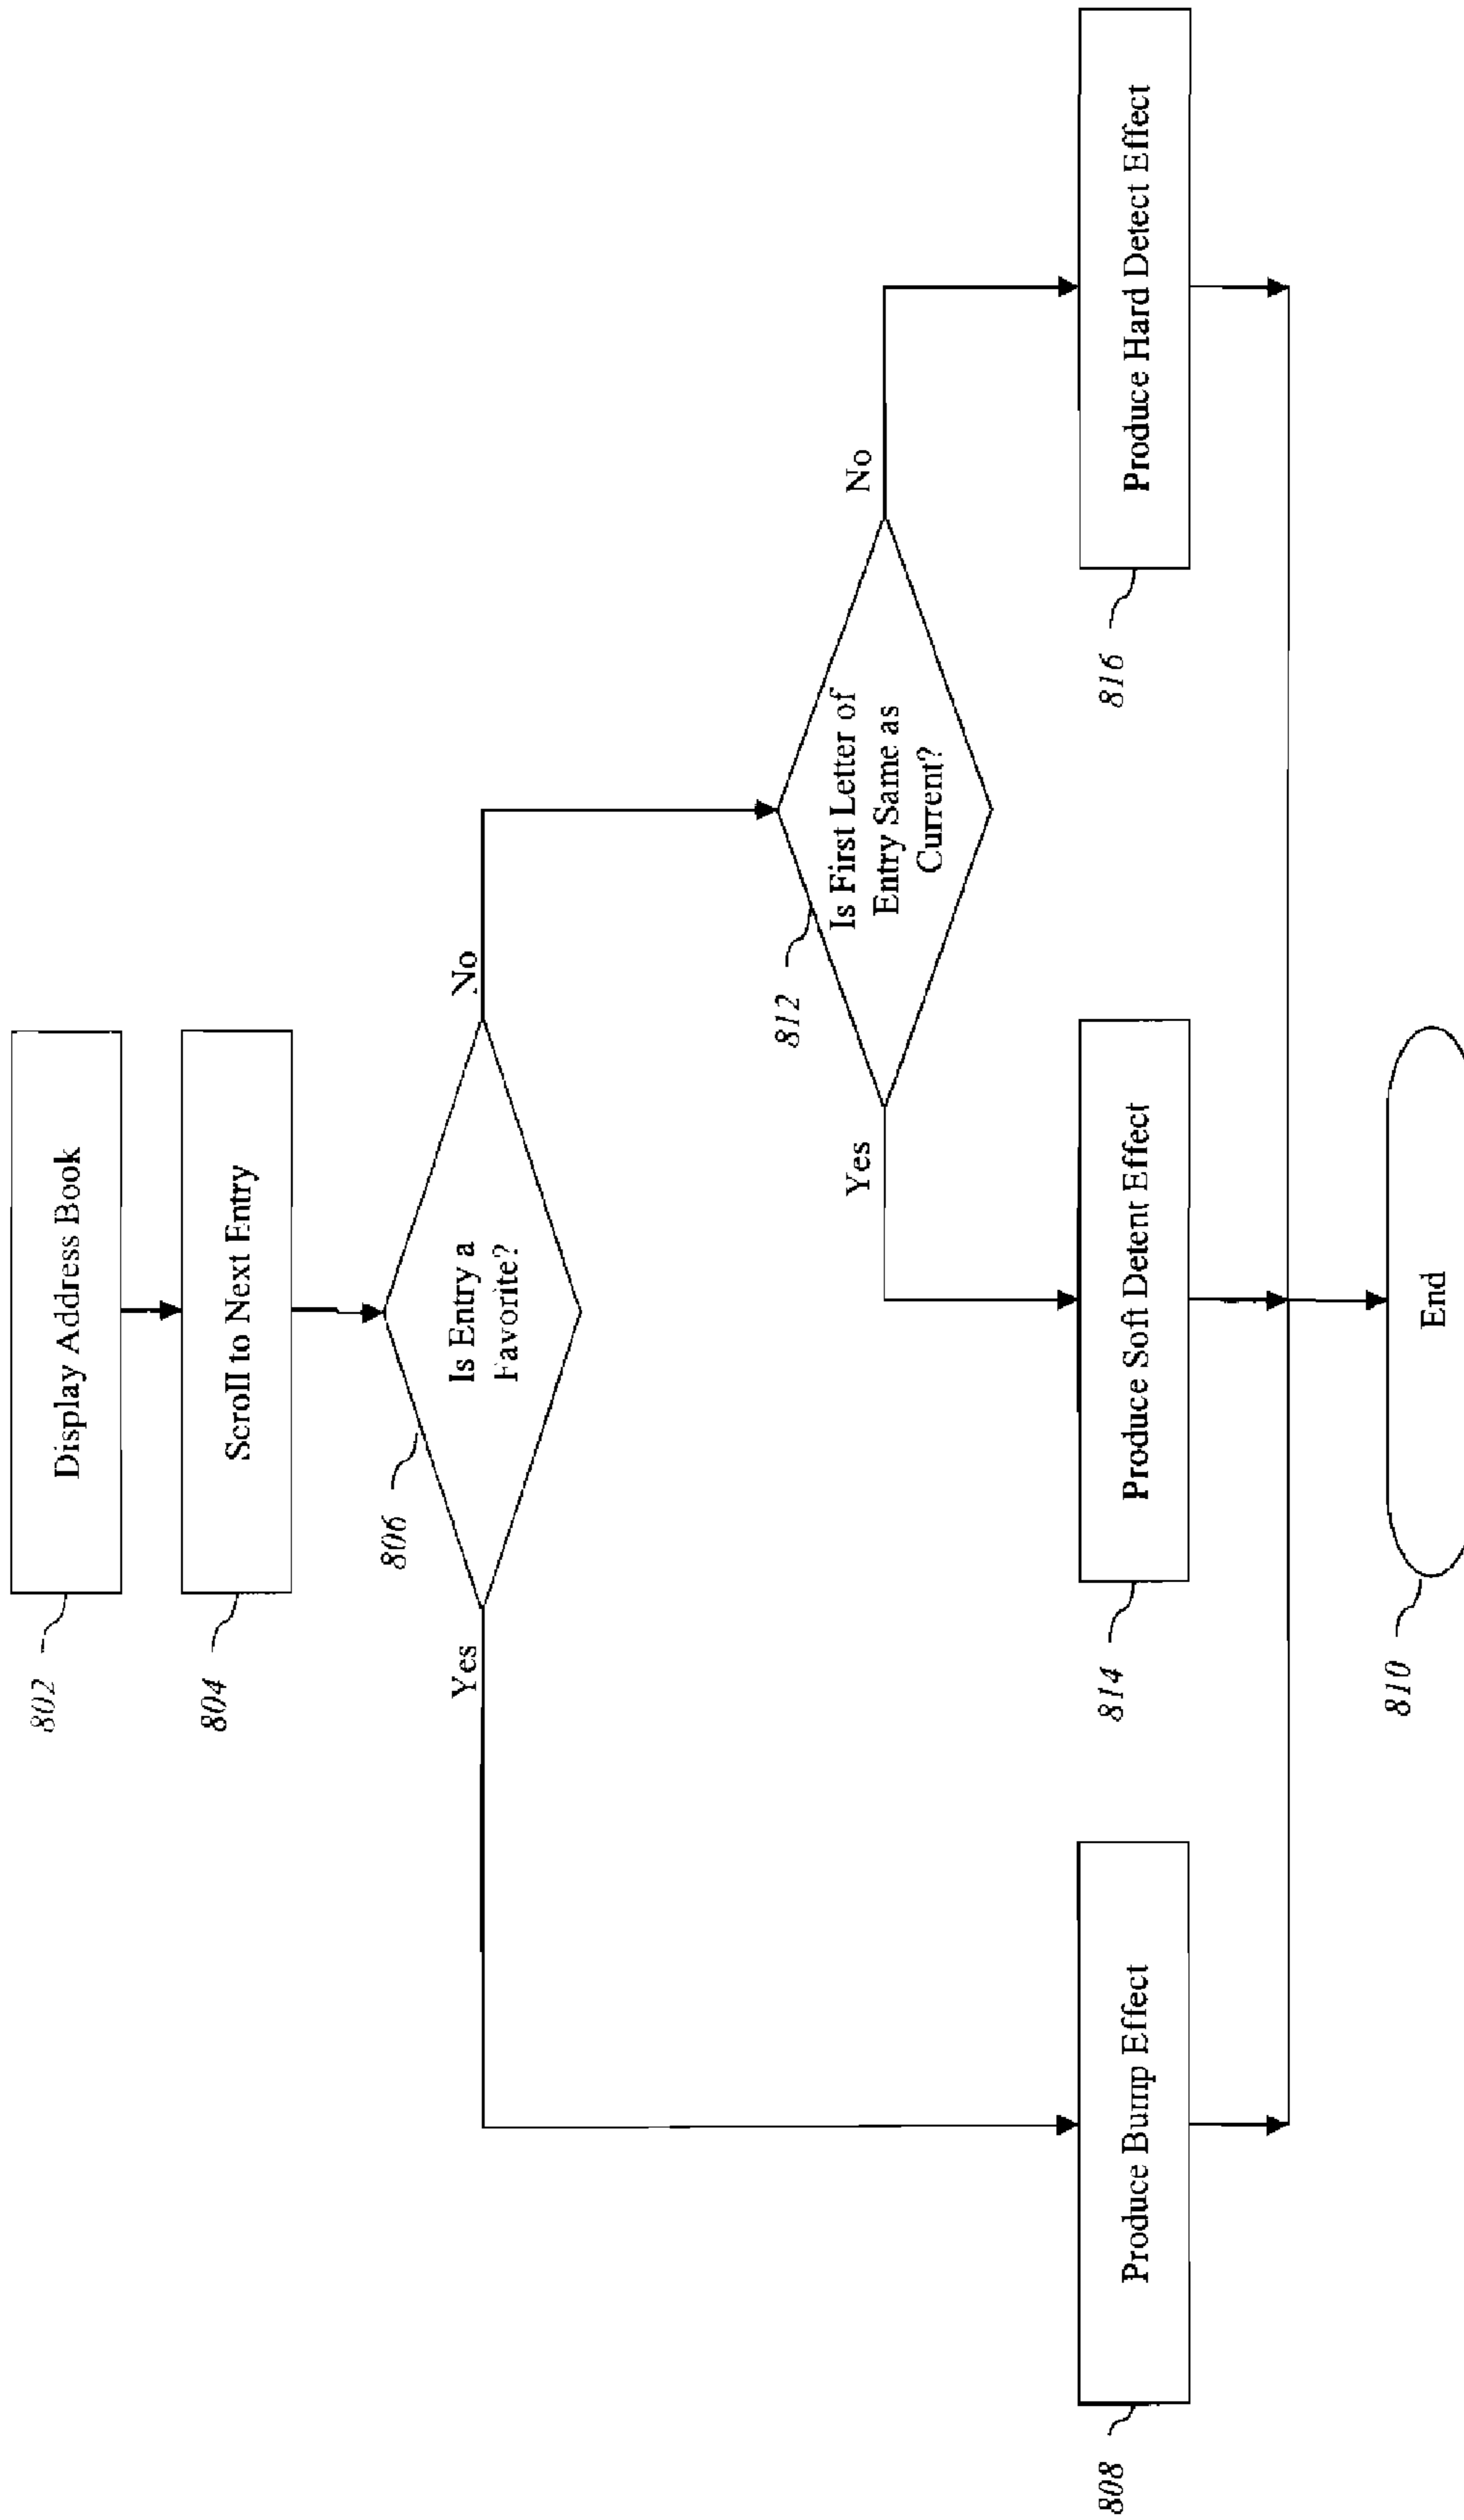 Display Address Book
802
Scroll to Next Entry
804
Is Entry a
Favorite?
806
Yes
No
Is First Letter of
Entry Same as
Current?
812
Yes
No
Produce Bump Effect
808
Produce Soft Detent Effect
814
Produce Hard Detect Effect
816
End
810